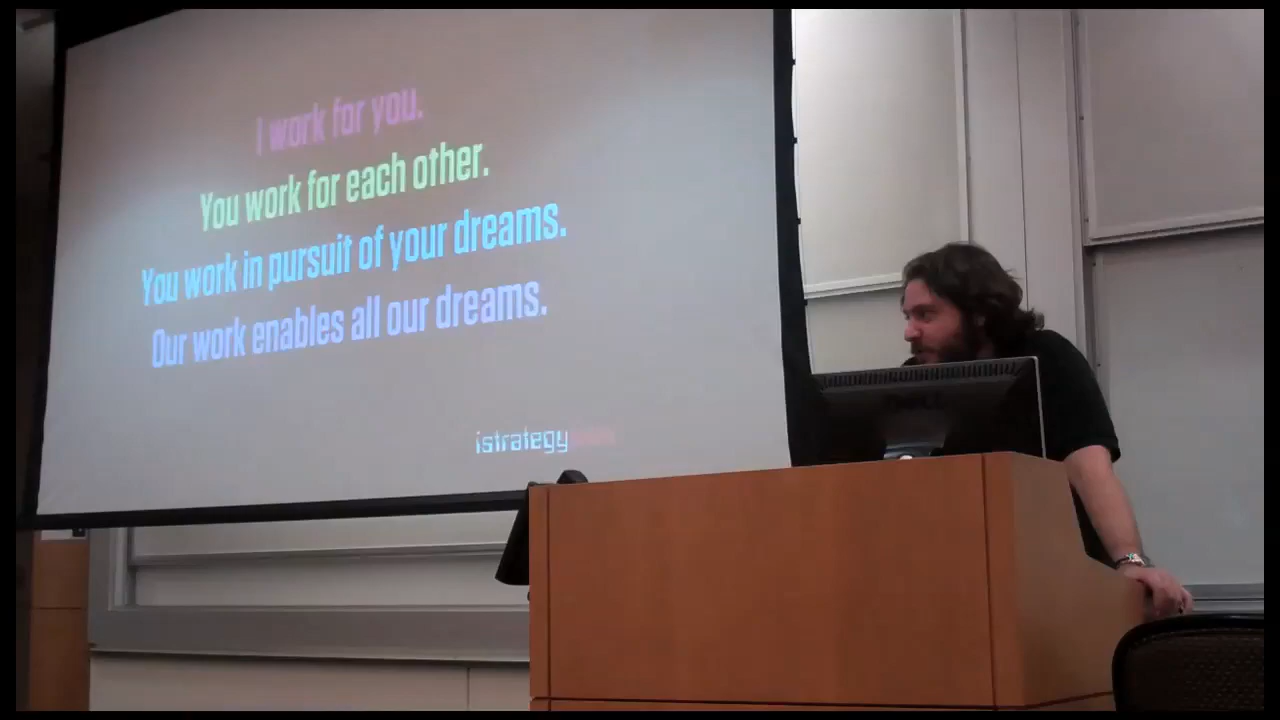 I work for you.
You work for each other.
You work in pursuit of your dreams.
Our work enables all our dreams.
istrategy